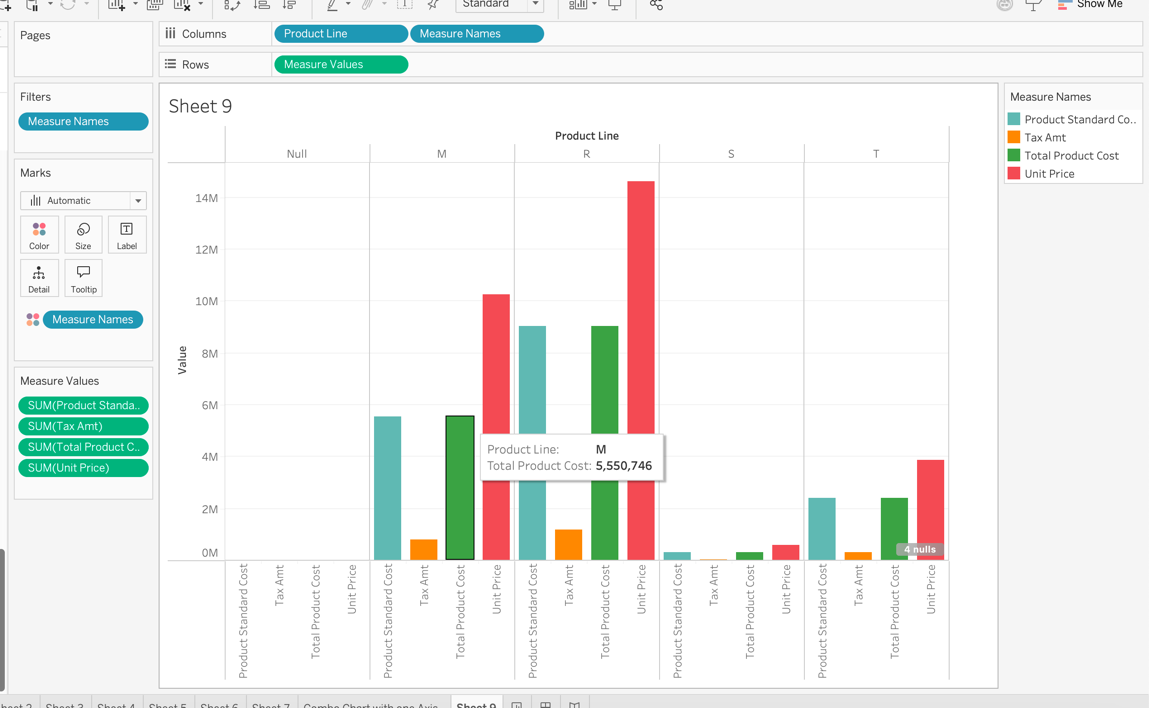 Standard
Show Me
Pages
Columns
Product Line
Measure Names
Rows
Measure Values
Filters
Measure Names
Marks
Automatic
Color
Size
Label
Detail
Tooltip
Measure Names
Measure Values
SUM(Product Standa..
SUM(Tax Amt)
SUM(Total Product C..
SUM(Unit Price)
Sheet 9
Product Line
Null
M
R
S
T
Value
14M
12M
10M
8M
6M
4M
2M
0M
Product Line: M
Total Product Cost: 5,550,746
4 nulls
Product Standard Cost
Tax Amt
Total Product Cost
Unit Price
Product Standard Cost
Tax Amt
Total Product Cost
Unit Price
Product Standard Cost
Tax Amt
Total Product Cost
Unit Price
Product Standard Cost
Tax Amt
Total Product Cost
Unit Price
Product Standard Cost
Tax Amt
Total Product Cost
Unit Price
Measure Names
Product Standard Co..
Tax Amt
Total Product Cost
Unit Price
Sheet 3
Sheet 4
Sheet 5
Sheet 6
Sheet 7
Combo Chart with one Axis
Sheet 9